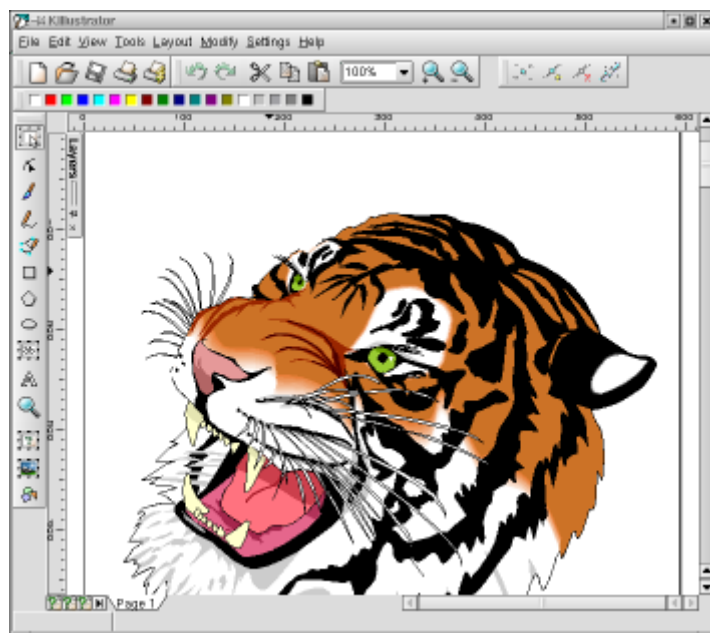 KIllustrator
File Edit View Tools Layout Modify Settings Help
100%
0 100 200 300 400 500 600
Layers
Page 1